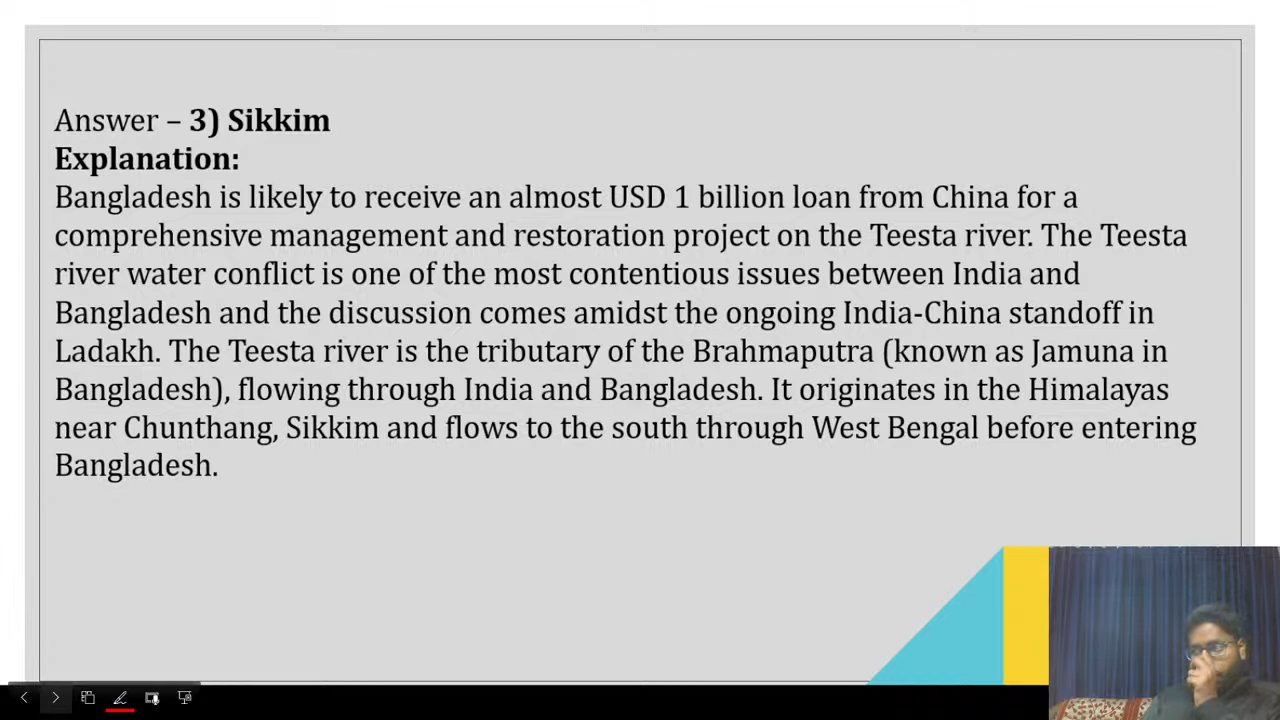 Answer – 3) Sikkim
Explanation:
Bangladesh is likely to receive an almost USD 1 billion loan from China for a
comprehensive management and restoration project on the Teesta river. The Teesta
river water conflict is one of the most contentious issues between India and
Bangladesh and the discussion comes amidst the ongoing India-China standoff in
Ladakh. The Teesta river is the tributary of the Brahmaputra (known as Jamuna in
Bangladesh), flowing through India and Bangladesh. It originates in the Himalayas
near Chunthang, Sikkim and flows to the south through West Bengal before entering
Bangladesh.